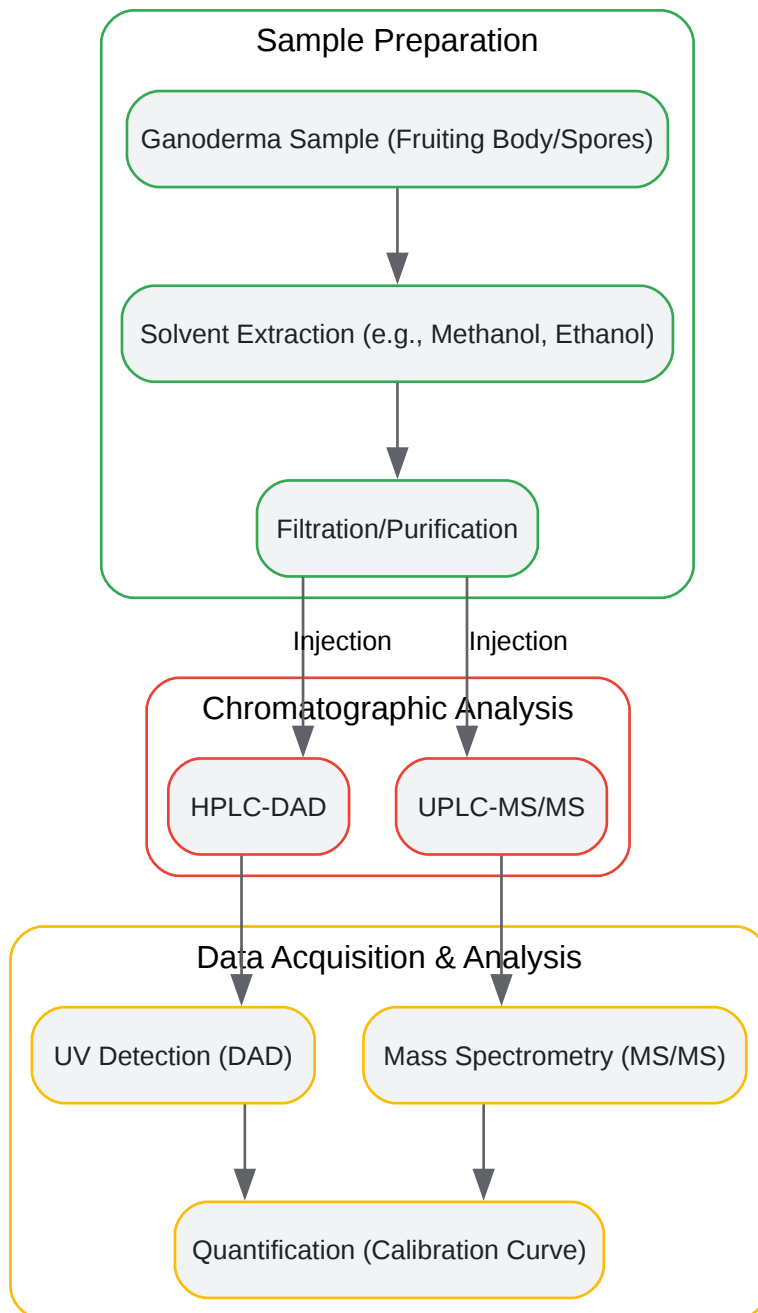 Sample Preparation
Ganoderma Sample (Fruiting Body/Spores)
Solvent Extraction (e.g., Methanol, Ethanol)
Filtration/Purification
Injection
Injection
Chromatographic Analysis
HPLC-DAD
UPLC-MS/MS
Data Acquisition & Analysis
UV Detection (DAD)
Mass Spectrometry (MS/MS)
Quantification (Calibration Curve)